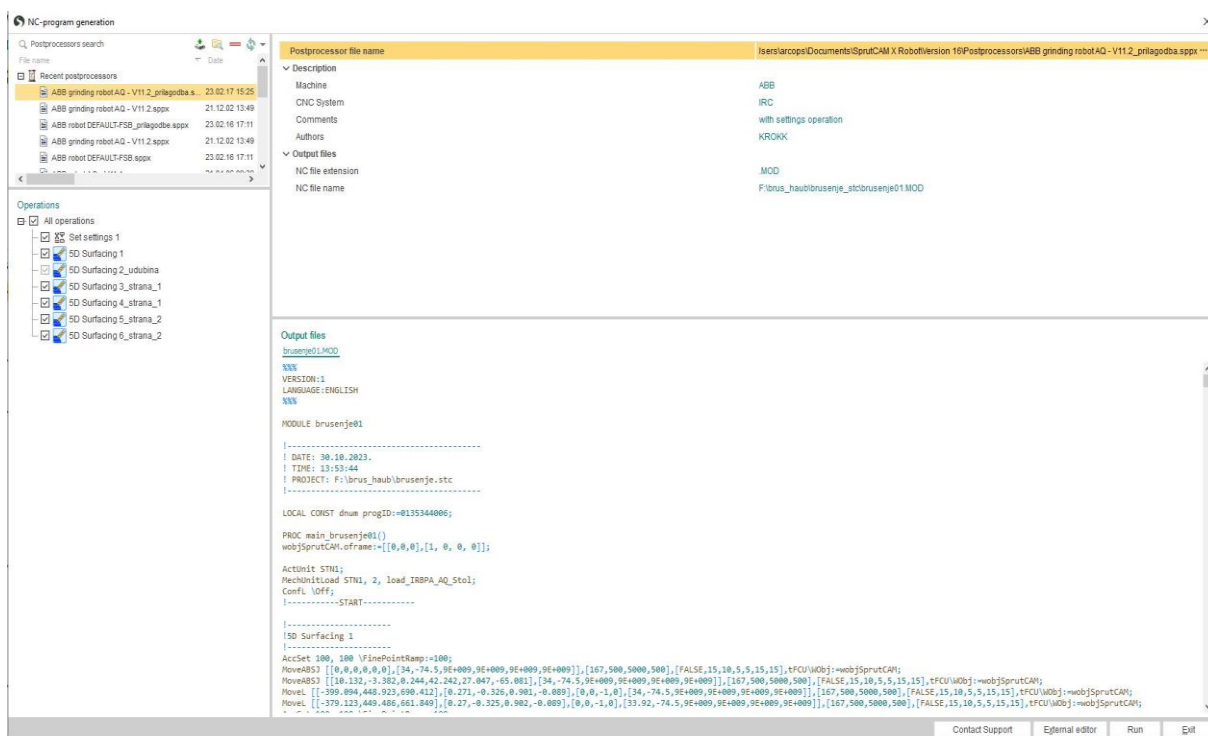 NC-program generation
Postprocessors search
File name Date
Recent postprocessors
ABB grinding robot AQ - V11.2_prilagodba.s... 23.02.17 15:25
ABB grinding robot AQ - V11.2.sppx 21.12.02 13:49
ABB robot DEFAULT-FSB_prilagodbe.sppx 23.02.16 17:11
ABB grinding robot AQ - V11.2.sppx 21.12.02 13:49
ABB robot DEFAULT-FSB.sppx 23.02.16 17:11
Operations
All operations
Set settings 1
5D Surfacing 1
5D Surfacing 2_udubina
5D Surfacing 3_strana_1
5D Surfacing 4_strana_1
5D Surfacing 5_strana_2
5D Surfacing 6_strana_2
Postprocessor file name lsers\arcops\Documents\SprutCAM X Robot\Version 16\Postprocessors\ABB grinding robot AQ - V11.2_prilagodba.sppx ...
Description
Machine ABB
CNC System IRC
Comments with settings operation
Authors KROKK
Output files
NC file extension .MOD
NC file name F:\brus_haub\brusenje_stc\brusenje01.MOD
Output files
brusenje01.MOD
%%%
VERSION:1
LANGUAGE:ENGLISH
%%%
MODULE brusenje01
!-----------------------------------------
! DATE: 30.10.2023.
! TIME: 13:53:44
! PROJECT: F:\brus_haub\brusenje.stc
!-----------------------------------------
LOCAL CONST dnum progID:=0135344006;
PROC main_brusenje01()
wobjSprutCAM.oframe:=[[0,0,0],[1, 0, 0, 0]];
ActUnit STN1;
MechUnitLoad STN1, 2, load_IRBPA_AQ_Stol;
ConfL \Off;
!-----------START-----------
!----------------------
!5D Surfacing 1
!----------------------
AccSet 100, 100 \FinePointRamp:=100;
MoveABSJ [[0,0,0,0,0,0],[34,-74.5,9E+009,9E+009,9E+009,9E+009]],[167,500,5000,500],[FALSE,15,10,5,5,15,15],tFCU\WObj:=wobjSprutCAM;
MoveABSJ [[10.132,-3.382,0.244,42.242,27.047,-65.081],[34,-74.5,9E+009,9E+009,9E+009,9E+009]],[167,500,5000,500],[FALSE,15,10,5,5,15,15],tFCU\WObj:=wobjSprutCAM;
MoveL [[-399.094,448.923,690.412],[0.271,-0.326,0.901,-0.089],[0,0,-1,0],[34,-74.5,9E+009,9E+009,9E+009,9E+009]],[167,500,5000,500],[FALSE,15,10,5,5,15,15],tFCU\WObj:=wobjSprutCAM;
MoveL [[-379.123,449.486,661.849],[0.27,-0.325,0.902,-0.089],[0,0,-1,0],[33.92,-74.5,9E+009,9E+009,9E+009,9E+009]],[167,500,5000,500],[FALSE,15,10,5,5,15,15],tFCU\WObj:=wobjSprutCAM;
Contact Support External editor Run Exit